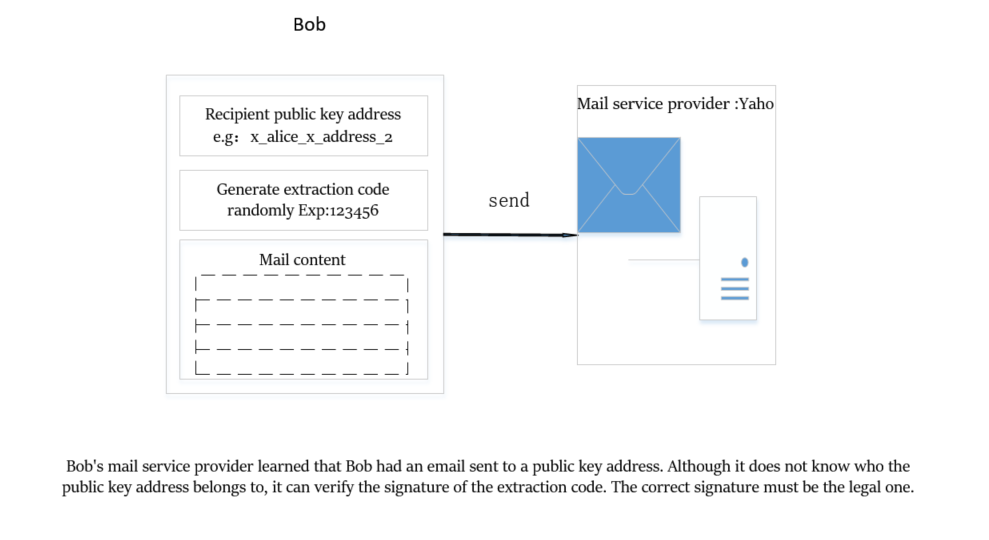 Bob
Recipient public key address
e.g：x_alice_x_address_2
Generate extraction code
randomly Exp:123456
Mail content
send
Mail service provider :Yaho
Bob's mail service provider learned that Bob had an email sent to a public key address. Although it does not know who the
public key address belongs to, it can verify the signature of the extraction code. The correct signature must be the legal one.